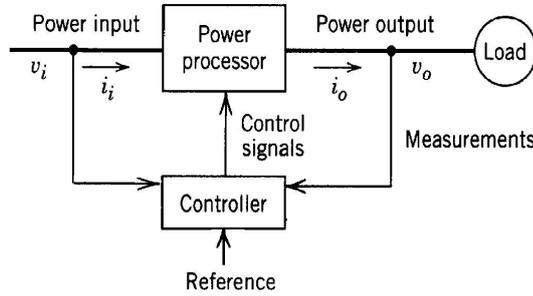 Power input
Power processor
Power output
Load
v_i
i_i
i_o
v_o
Control signals
Measurements
Controller
Reference